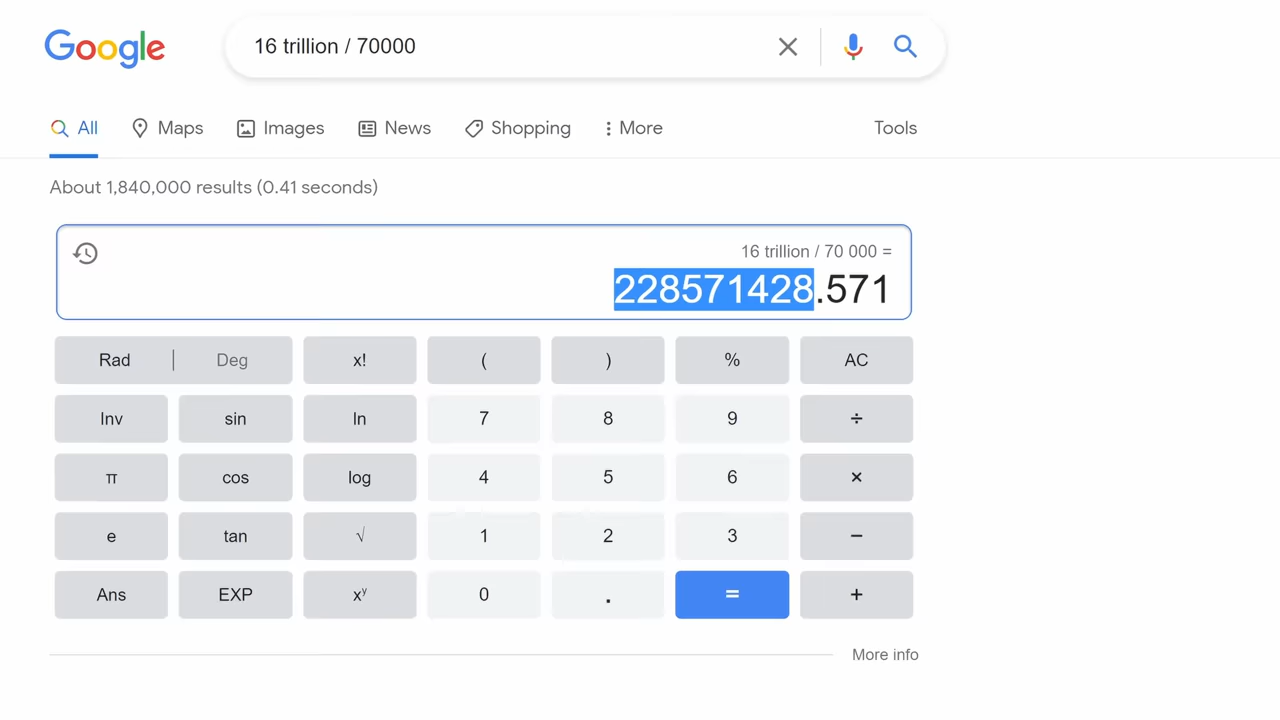 Google
16 trillion / 70000
All Maps Images News Shopping More Tools
About 1,840,000 results (0.41 seconds)
16 trillion / 70 000 =
228571428.571
Rad | Deg x! ( ) % AC
Inv sin ln 7 8 9 ÷
π cos log 4 5 6 ×
e tan √ 1 2 3 −
Ans EXP xʸ 0 . = +
More info